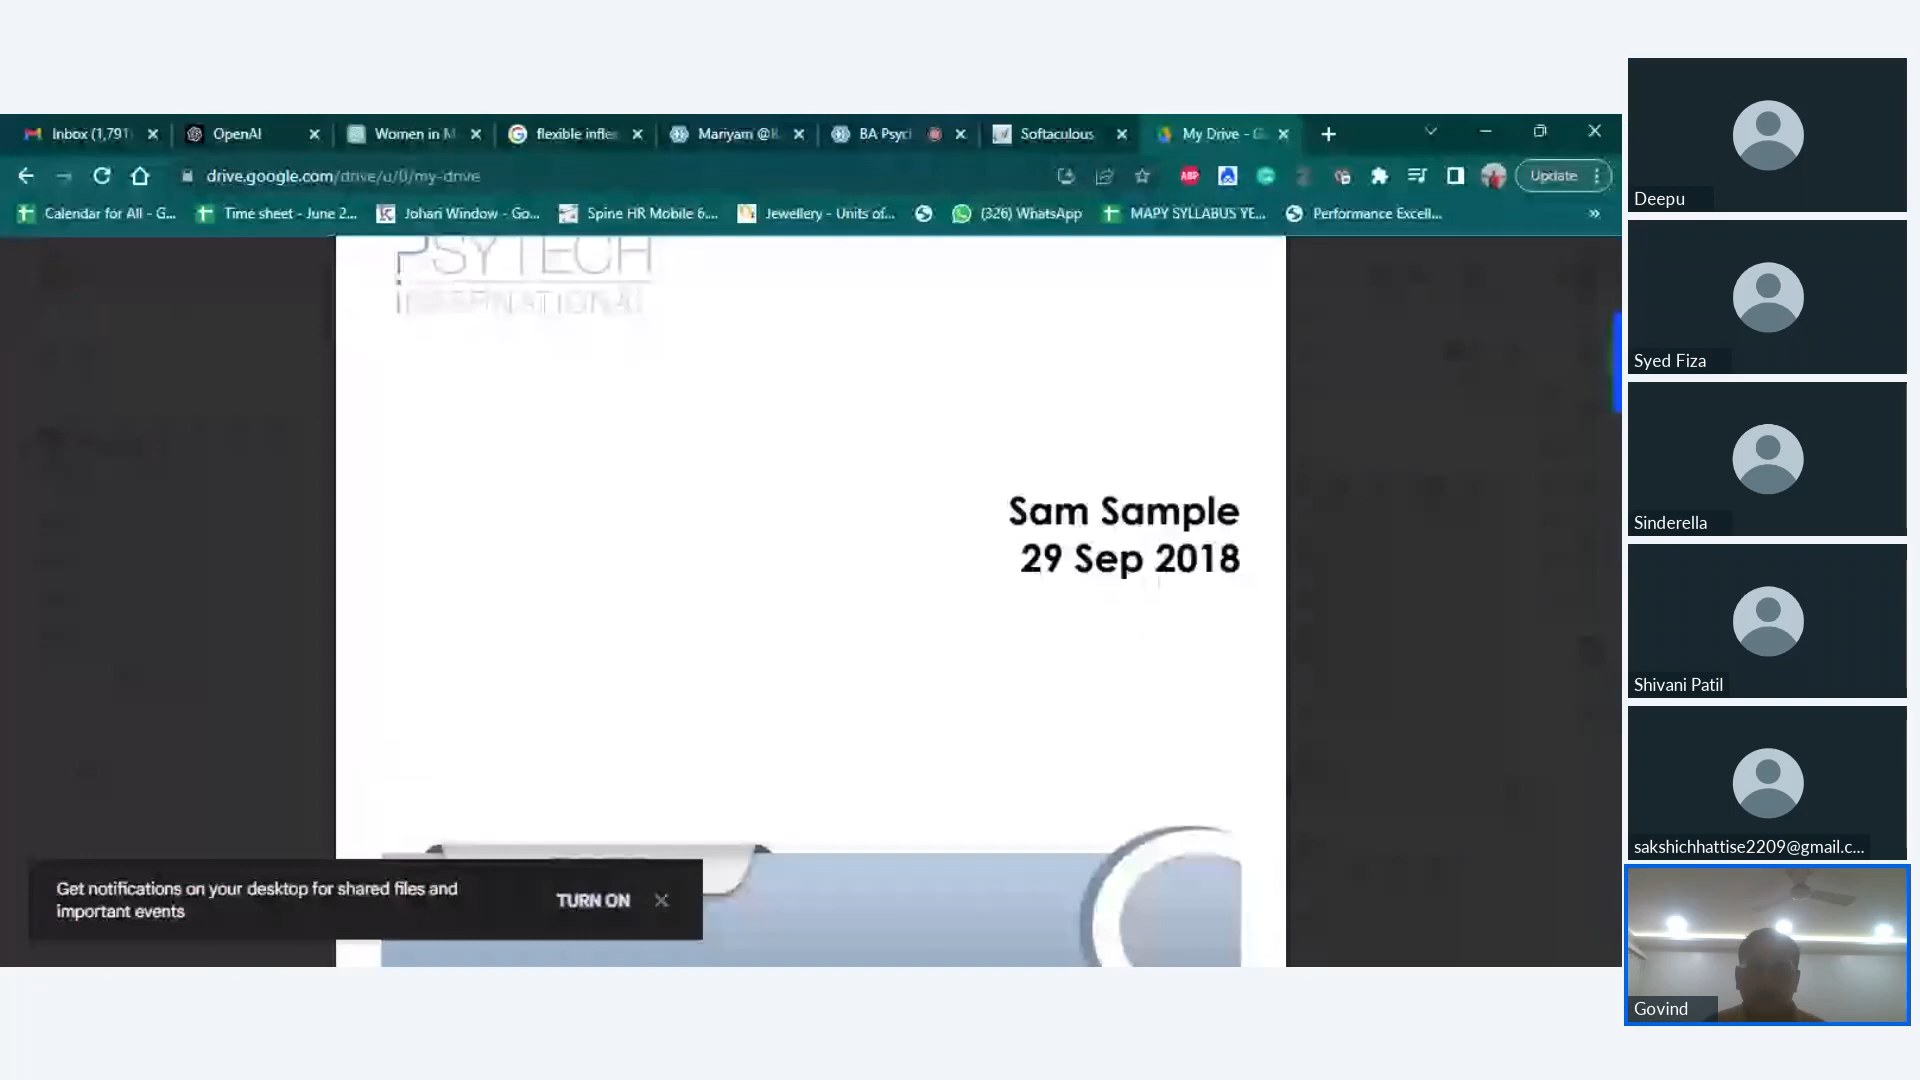 Inbox (1,791
OpenAI
Women in M
flexible infle
Mariyam @K
BA Psycl
Softaculous
My Drive - G
drive.google.com/drive/u/0/my-drive
ABP
Update
Calendar for All - G...
Time sheet - June 2...
Johari Window - Go...
Spine HR Mobile 6....
Jewellery - Units of...
(326) WhatsApp
MAPY SYLLABUS YE...
Performance Excell...
PSYTECH
INTERNATIONAL
Sam Sample
29 Sep 2018
Get notifications on your desktop for shared files and
important events
TURN ON
Deepu
Syed Fiza
Sinderella
Shivani Patil
sakshichhattise2209@gmail.c...
Govind